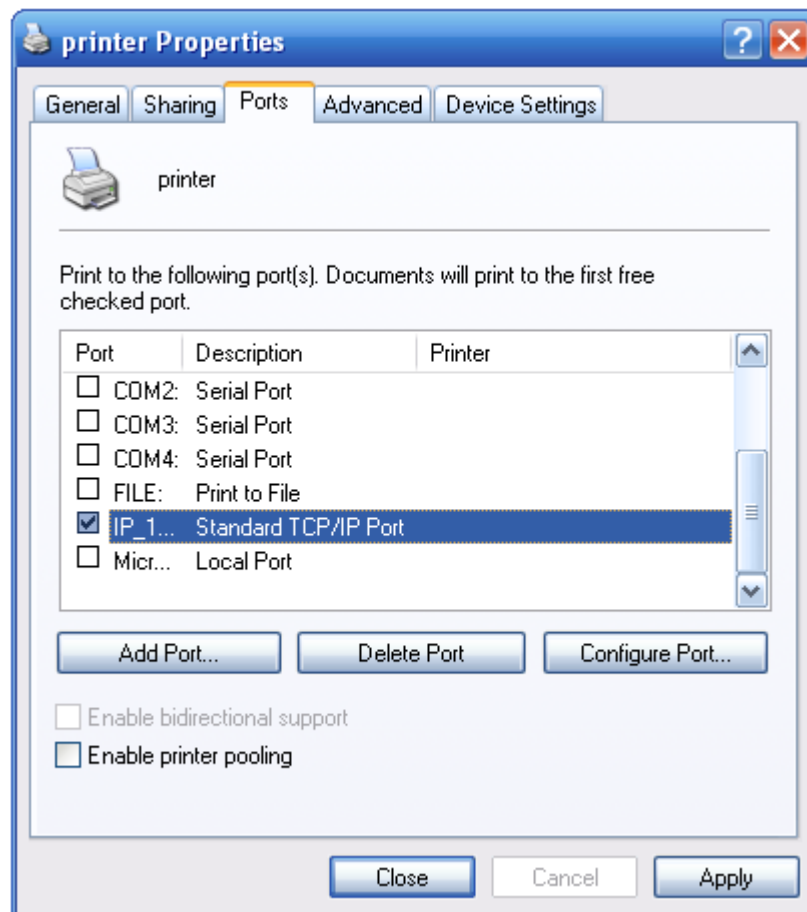 printer Properties
General Sharing Ports Advanced Device Settings
printer
Print to the following port(s). Documents will print to the first free
checked port.
Port Description Printer
COM2: Serial Port
COM3: Serial Port
COM4: Serial Port
FILE: Print to File
IP_1... Standard TCP/IP Port
Micr... Local Port
Add Port... Delete Port Configure Port...
Enable bidirectional support
Enable printer pooling
Close Cancel Apply